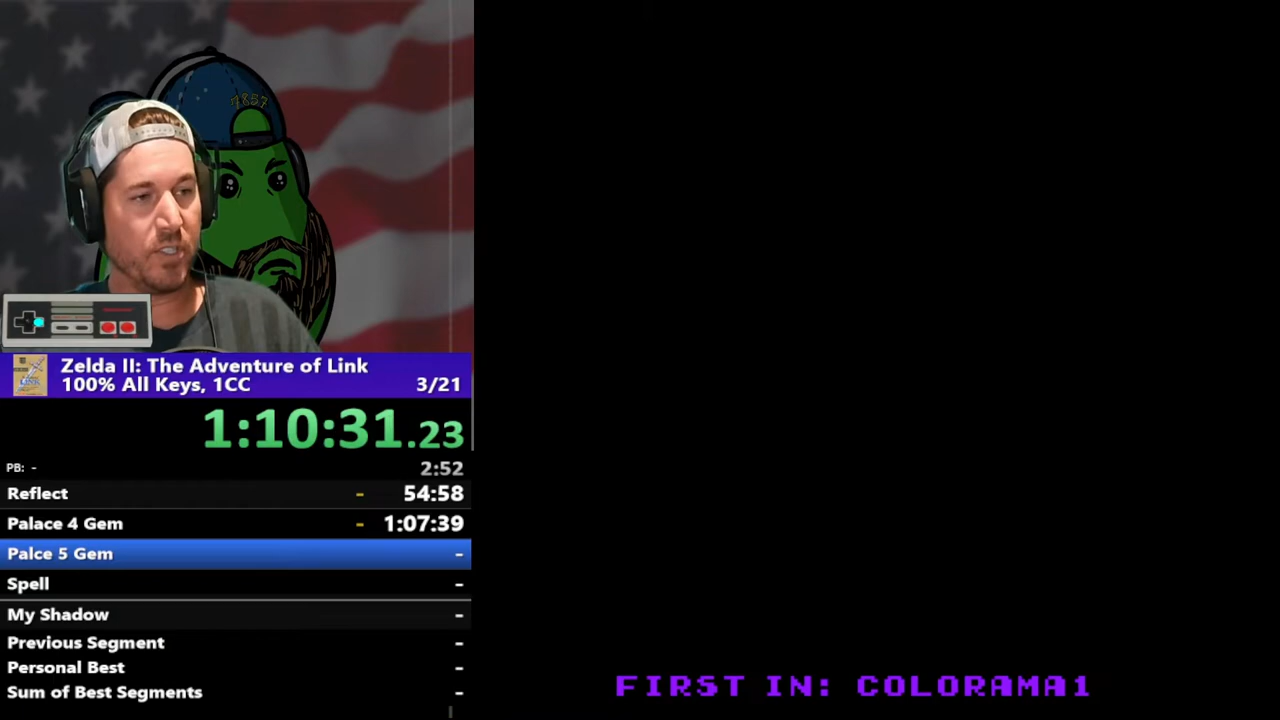 7857
Zelda II: The Adventure of Link
100% All Keys, 1CC 3/21
1:10:31.23
PB: - 2:52
Reflect - 54:58
Palace 4 Gem - 1:07:39
Palce 5 Gem -
Spell -
My Shadow -
Previous Segment -
Personal Best -
Sum of Best Segments -
FIRST IN: COLORAMA1